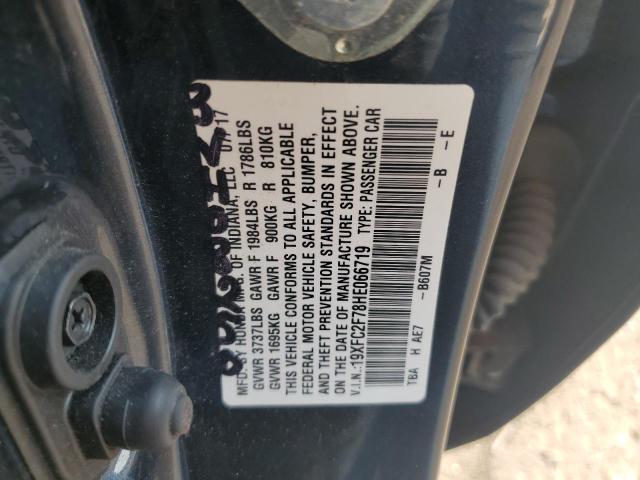 MFD. BY HONDA MFG. OF INDIANA, LLC 07/17
GVWR 3737LBS GAWR F 1984LBS R 1786LBS
GVWR 1695KG GAWR F 900KG R 810KG
THIS VEHICLE CONFORMS TO ALL APPLICABLE
FEDERAL MOTOR VEHICLE SAFETY, BUMPER,
AND THEFT PREVENTION STANDARDS IN EFFECT
ON THE DATE OF MANUFACTURE SHOWN ABOVE.
V.I.N.:19XFC2F78HE066719 TYPE: PASSENGER CAR
TBA H AE7 -B607M -B -E